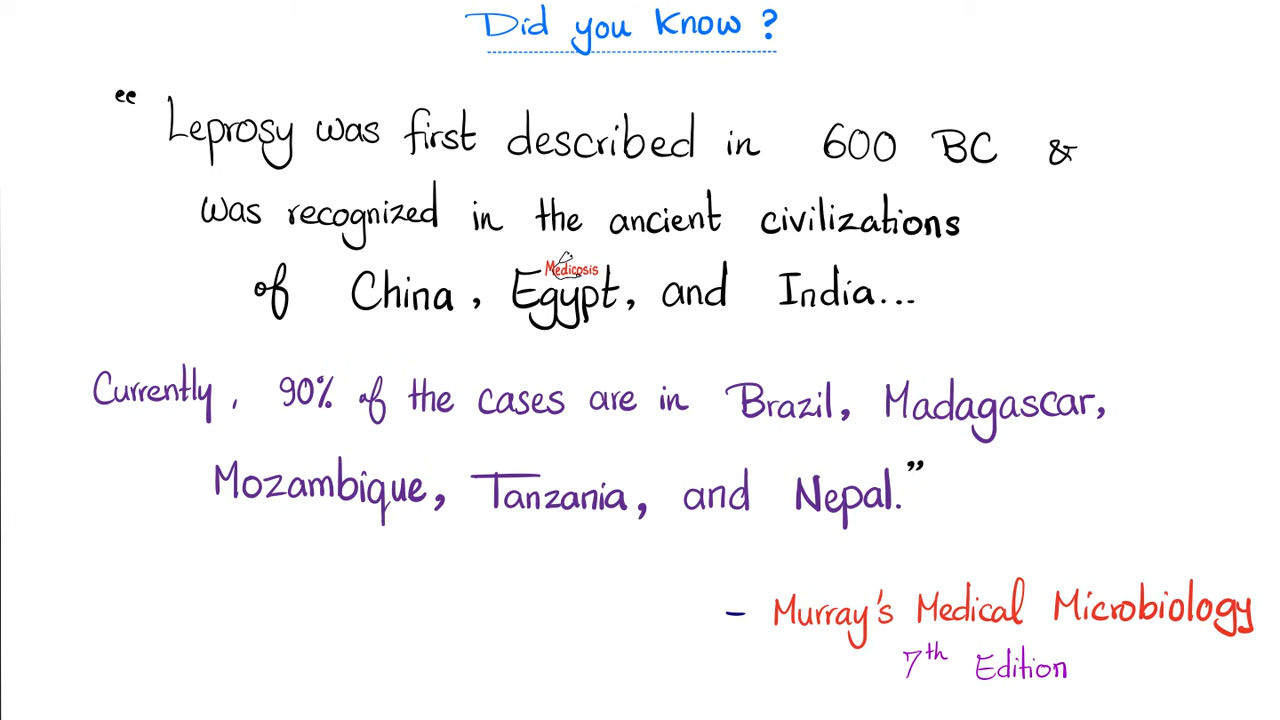 Did you know?
“ Leprosy was first described in 600 BC &
was recognized in the ancient civilizations
Medicosis
of China, Egypt, and India...
Currently, 90% of the cases are in Brazil, Madagascar,
Mozambique, Tanzania, and Nepal.”
– Murray's Medical Microbiology
7th Edition